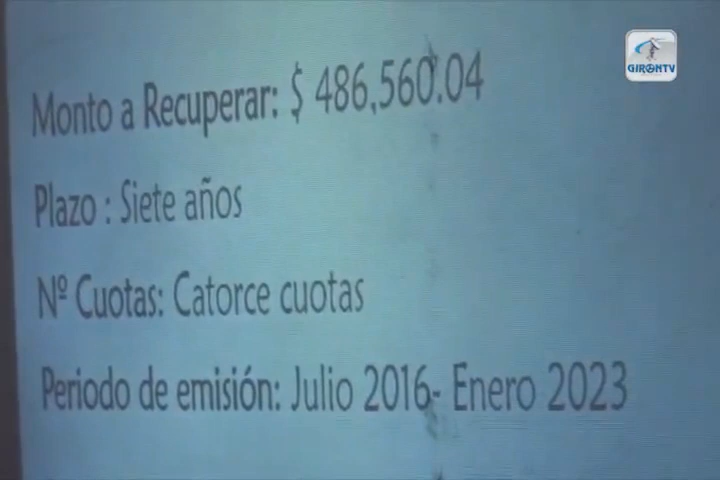 GIRONTV
Monto a Recuperar: $ 486,560.04
Plazo : Siete años
Nº Cuotas: Catorce cuotas
Periodo de emisión: Julio 2016- Enero 2023